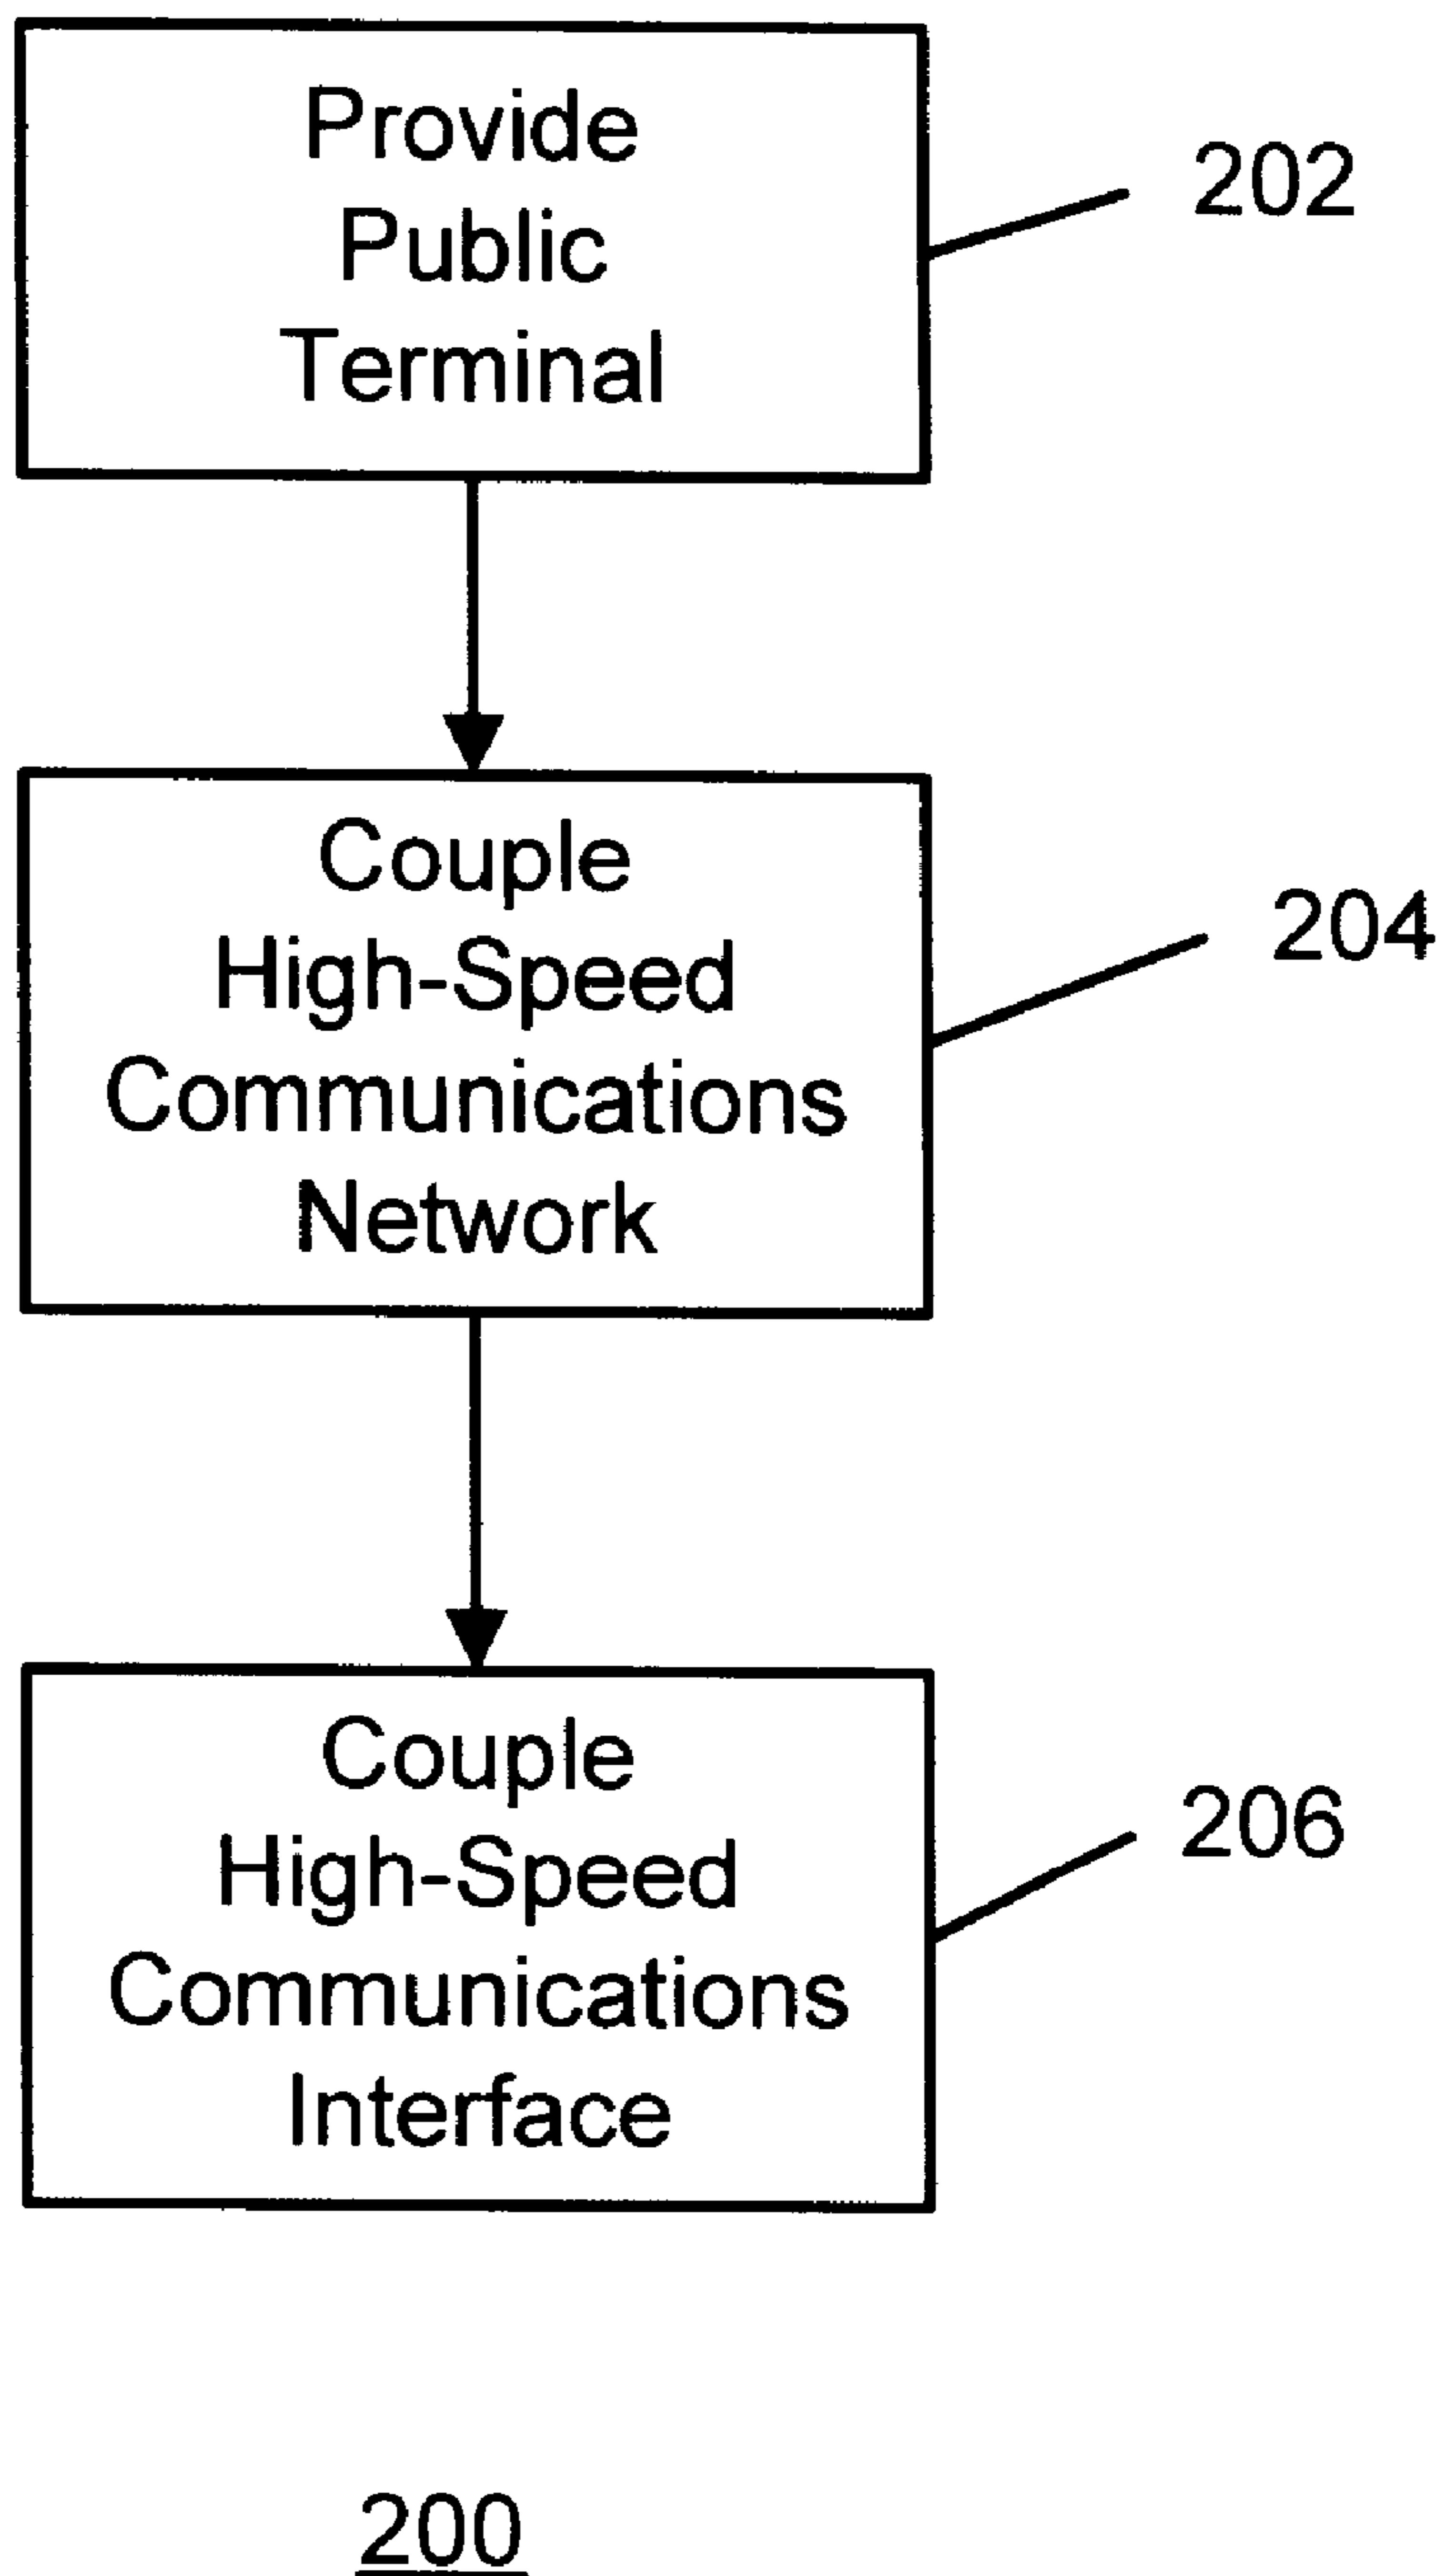 Provide
Public
Terminal
202
Couple
High-Speed
Communications
Network
204
Couple
High-Speed
Communications
Interface
206
200